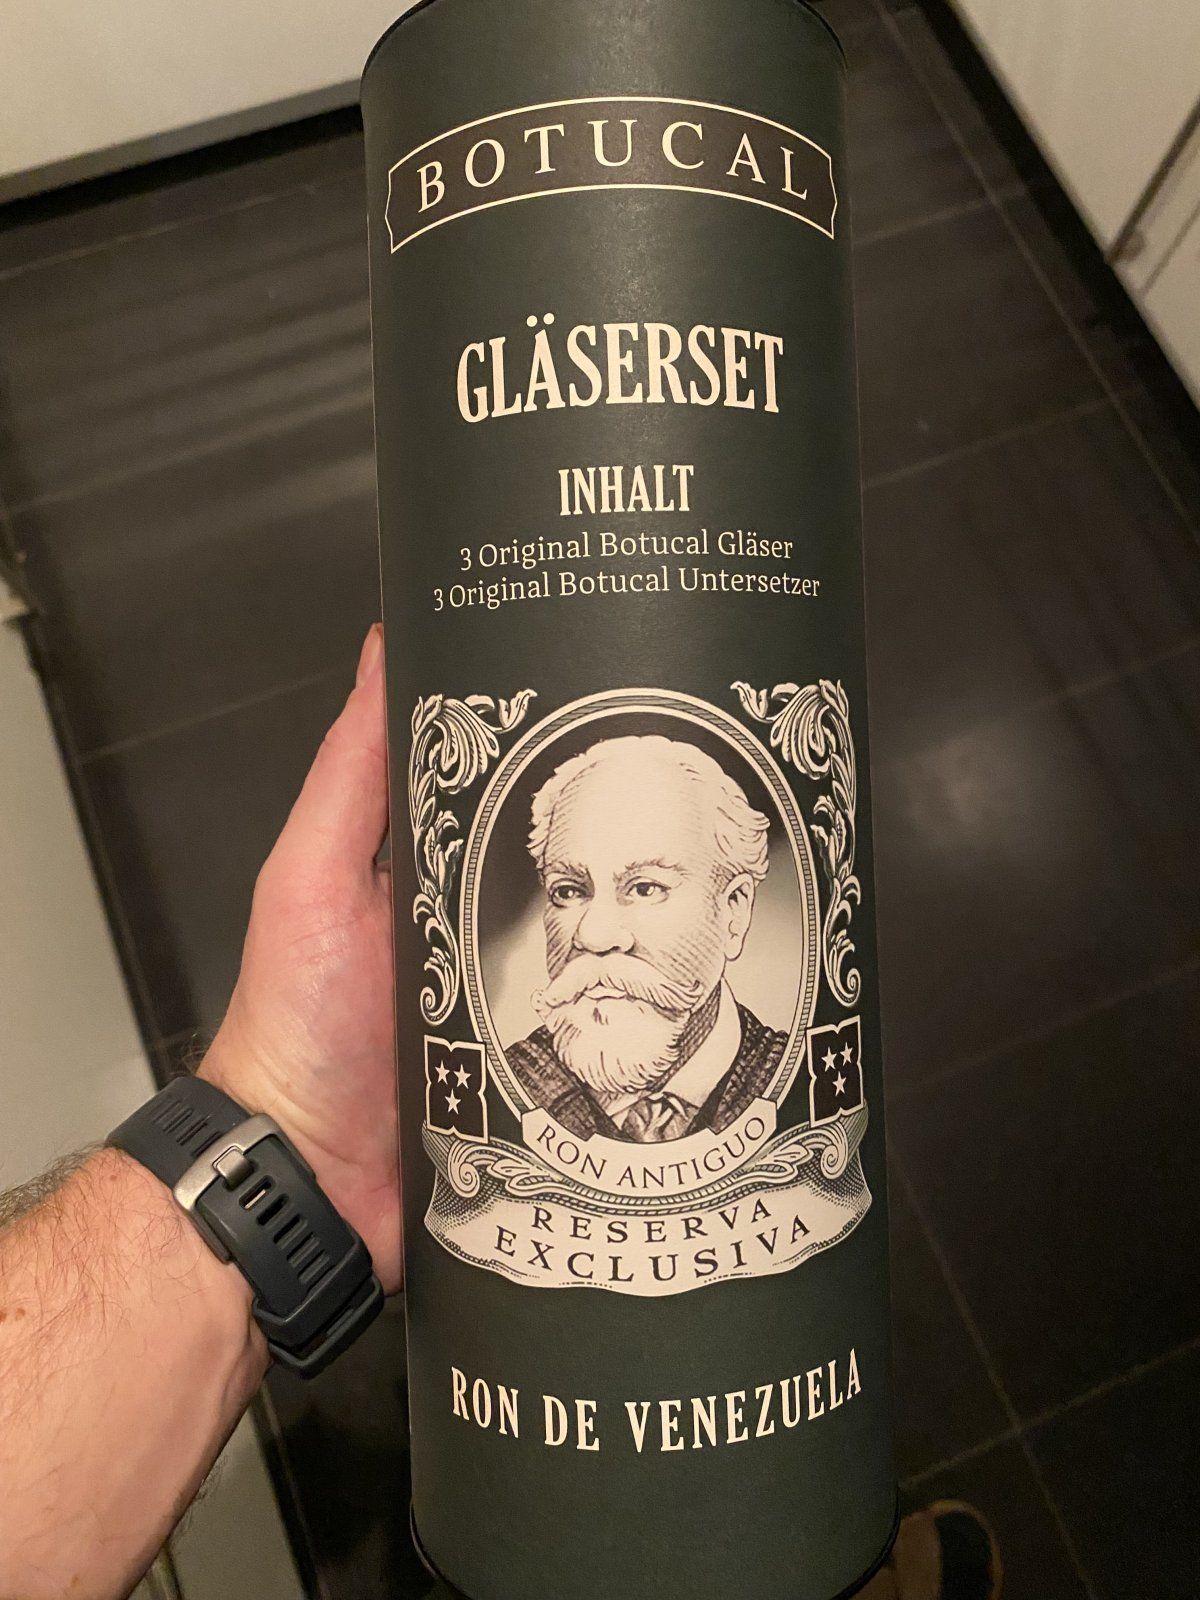 BOTUCAL
GLÄSERSET
INHALT
3 Original Botucal Gläser
3 Original Botucal Untersetzer
RON ANTIGUO
RESERVA
EXCLUSIVA
RON DE VENEZUELA